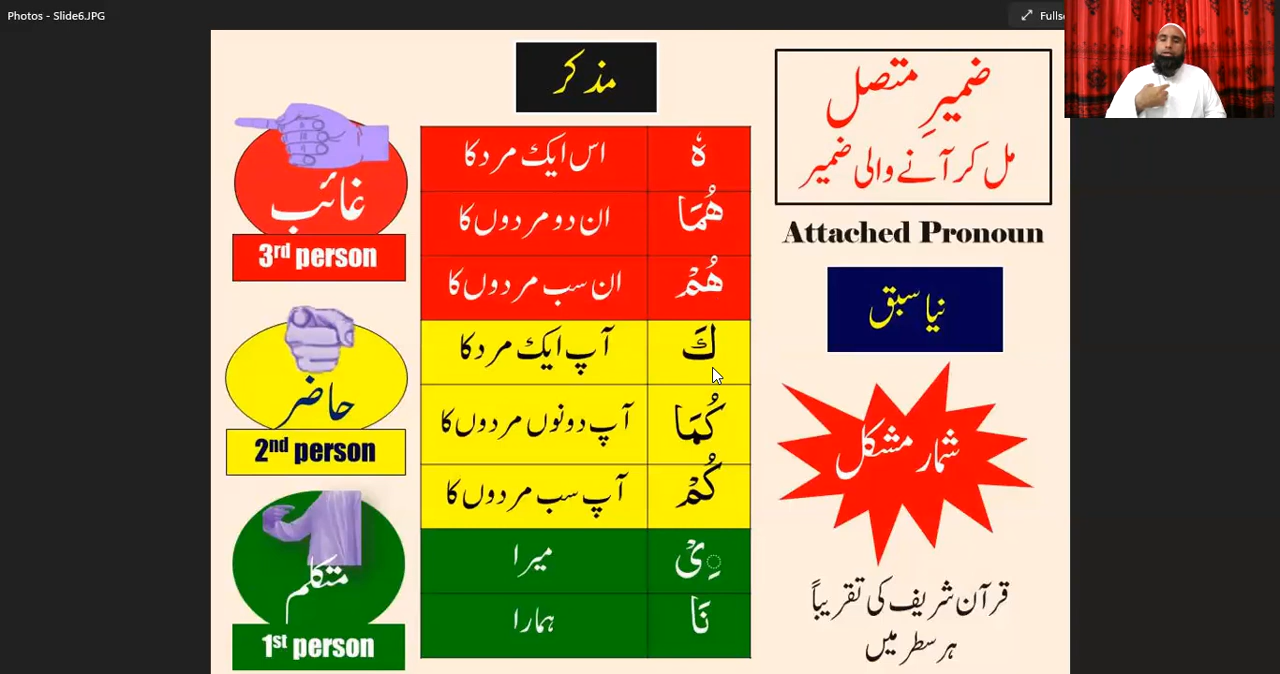 Photos - Slide6.JPG
Fulls
مذکر
ضمیرِ متصل
مل کر آنے والی ضمیر
Attached Pronoun
نیا سبق
شمار مشکل
قرآن شریف کی تقریباً
ہر سطر میں
هٗ اس ایک مرد کا
هُمَا ان دو مردوں کا
هُمْ ان سب مردوں کا
كَ آپ ایک مرد کا
كُمَا آپ دونوں مردوں کا
كُمْ آپ سب مردوں کا
ـِیْ میرا
نَا ہمارا
غائب
3rd person
حاضر
2nd person
متکلم
1st person